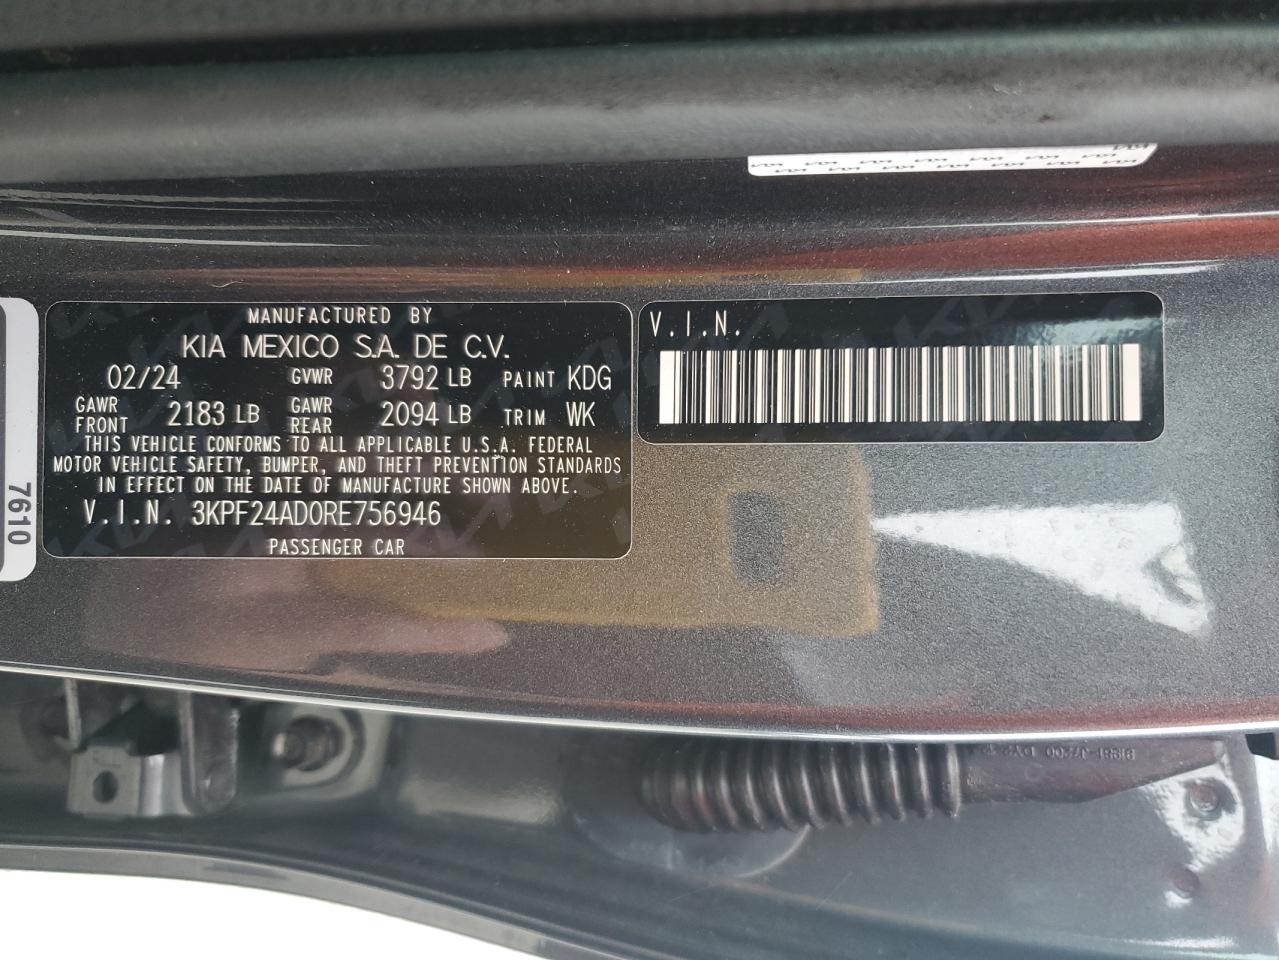 MANUFACTURED BY
KIA MEXICO S.A. DE C.V.
02/24 GVWR 3792 LB PAINT KDG
GAWR FRONT 2183 LB GAWR REAR 2094 LB TRIM WK
THIS VEHICLE CONFORMS TO ALL APPLICABLE U.S.A. FEDERAL
MOTOR VEHICLE SAFETY, BUMPER, AND THEFT PREVENTION STANDARDS
IN EFFECT ON THE DATE OF MANUFACTURE SHOWN ABOVE.
V.I.N. 3KPF24AD0RE756946
PASSENGER CAR
V.I.N.
7610